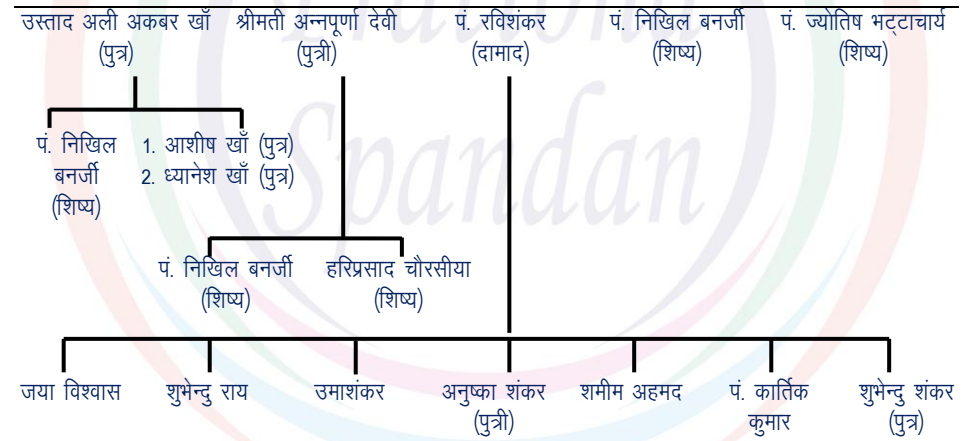 उस्ताद अली अकबर खाँ श्रीमती अन्नपूर्णा देवी पं. रविशंकर पं. निखिल बनर्जी पं. ज्योतिष भट्टाचार्य
(पुत्र) (पुत्री) (दामाद) (शिष्य) (शिष्य)
पं. निखिल 1. आशीष खाँ (पुत्र)
बनर्जी 2. ध्यानेश खाँ (पुत्र)
(शिष्य)
Spandan
पं. निखिल बनर्जी हरिप्रसाद चौरसीया
(शिष्य) (शिष्य)
जया विश्वास शुभेन्दु राय उमाशंकर अनुष्का शंकर शमीम अहमद पं. कार्तिक शुभेन्दु शंकर
(पुत्री) कुमार (पुत्र)